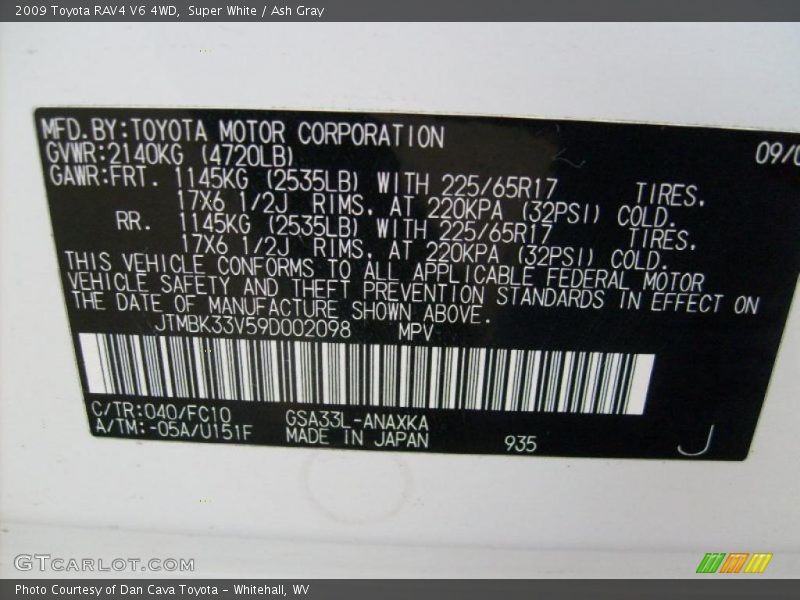 2009 Toyota RAV4 V6 4WD, Super White / Ash Gray
MFD.BY:TOYOTA MOTOR CORPORATION 09/0
GVWR:2140KG (4720LB)
GAWR:FRT. 1145KG (2535LB) WITH 225/65R17 TIRES.
17X6 1/2J RIMS, AT 220KPA (32PSI) COLD.
RR. 1145KG (2535LB) WITH 225/65R17 TIRES,
17X6 1/2J RIMS, AT 220KPA (32PSI) COLD.
THIS VEHICLE CONFORMS TO ALL APPLICABLE FEDERAL MOTOR
VEHICLE SAFETY AND THEFT PREVENTION STANDARDS IN EFFECT ON
THE DATE OF MANUFACTURE SHOWN ABOVE.
JTMBK33V59D002098 MPV
C/TR:040/FC10 GSA33L-ANAXKA
A/TM:-05A/U151F MADE IN JAPAN 935 J
GTCARLOT.COM
Photo Courtesy of Dan Cava Toyota - Whitehall, WV